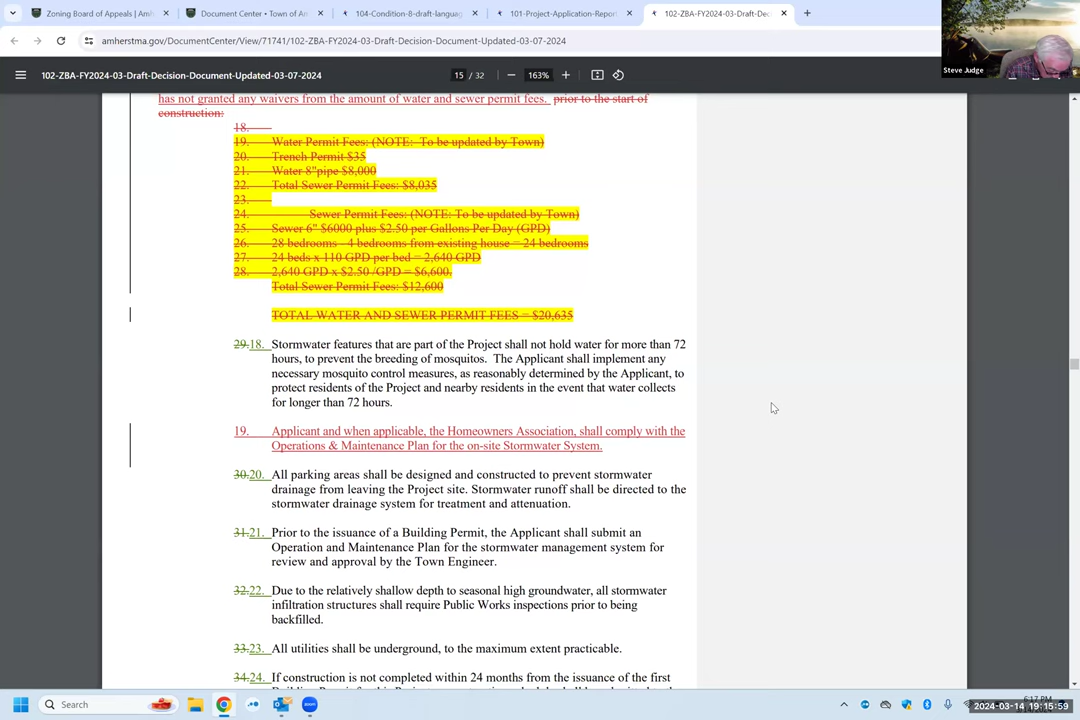 Zoning Board of Appeals | Amh
Document Center • Town of Am
104-Condition-8-draft-languag
101-Project-Application-Report
102-ZBA-FY2024-03-Draft-Deci
Steve Judge
amherstma.gov/DocumentCenter/View/71741/102-ZBA-FY2024-03-Draft-Decision-Document-Updated-03-07-2024
102-ZBA-FY2024-03-Draft-Decision-Document-Updated-03-07-2024
15 / 32
163%
has not granted any waivers from the amount of water and sewer permit fees. prior to the start of
construction:
18.
19. Water Permit Fees: (NOTE: To be updated by Town)
20. Trench Permit $35
21. Water 8"pipe $8,000
22. Total Sewer Permit Fees: $8,035
23.
24. Sewer Permit Fees: (NOTE: To be updated by Town)
25. Sewer 6" $6000 plus $2.50 per Gallons Per Day (GPD)
26. 28 bedrooms - 4 bedrooms from existing house = 24 bedrooms
27. 24 beds x 110 GPD per bed = 2,640 GPD
28. 2,640 GPD x $2.50 /GPD = $6,600.
Total Sewer Permit Fees: $12,600
TOTAL WATER AND SEWER PERMIT FEES = $20,635
29.18. Stormwater features that are part of the Project shall not hold water for more than 72
hours, to prevent the breeding of mosquitos. The Applicant shall implement any
necessary mosquito control measures, as reasonably determined by the Applicant, to
protect residents of the Project and nearby residents in the event that water collects
for longer than 72 hours.
19. Applicant and when applicable, the Homeowners Association, shall comply with the
Operations & Maintenance Plan for the on-site Stormwater System.
30.20. All parking areas shall be designed and constructed to prevent stormwater
drainage from leaving the Project site. Stormwater runoff shall be directed to the
stormwater drainage system for treatment and attenuation.
31.21. Prior to the issuance of a Building Permit, the Applicant shall submit an
Operation and Maintenance Plan for the stormwater management system for
review and approval by the Town Engineer.
32.22. Due to the relatively shallow depth to seasonal high groundwater, all stormwater
infiltration structures shall require Public Works inspections prior to being
backfilled.
33.23. All utilities shall be underground, to the maximum extent practicable.
34.24. If construction is not completed within 24 months from the issuance of the first
Search
6:17 PM
2024-03-14 19:15:59